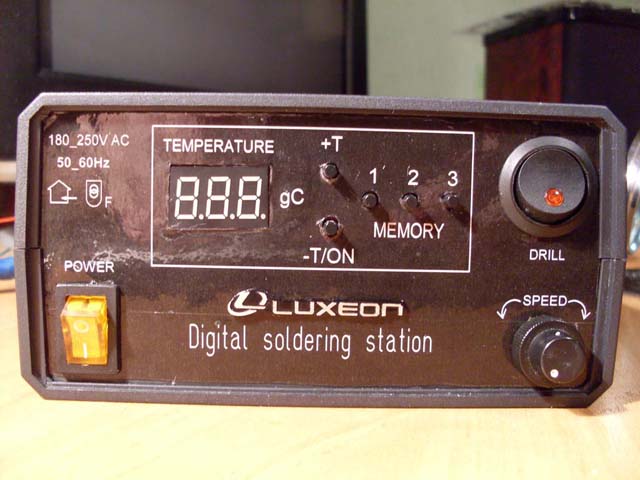 180_250V AC
50_60Hz
F
POWER
TEMPERATURE
8.8.8.
gC
+T
-T/ON
1 2 3
MEMORY
DRILL
SPEED
LUXEON
Digital soldering station